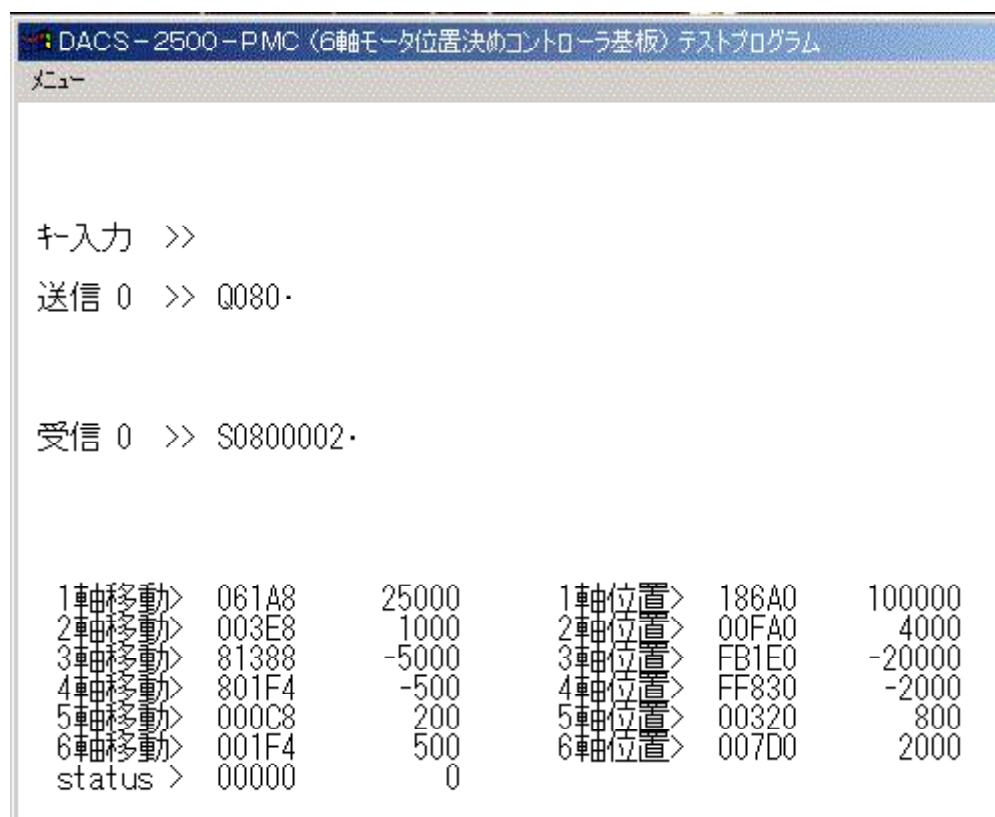 DACS-2500-PMC (6軸モータ位置決めコントローラ基板) テストプログラム
メニュー
キー入力 >>
送信 0 >> Q080・
受信 0 >> S0800002・
1軸移動> 061A8 25000 1軸位置> 186A0 100000
2軸移動> 003E8 1000 2軸位置> 00FA0 4000
3軸移動> 81388 -5000 3軸位置> FB1E0 -20000
4軸移動> 801F4 -500 4軸位置> FF830 -2000
5軸移動> 000C8 200 5軸位置> 00320 800
6軸移動> 001F4 500 6軸位置> 007D0 2000
status > 00000 0